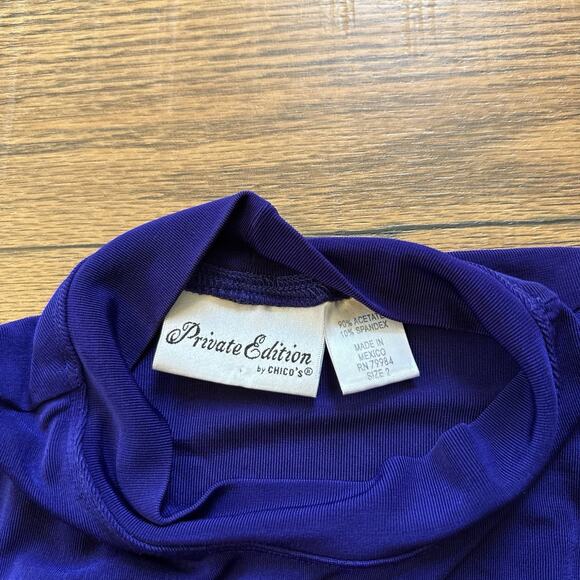 Private Edition
by CHICO'S®
90% ACETATE
10% SPANDEX
MADE IN
MEXICO
RN 79984
SIZE 2